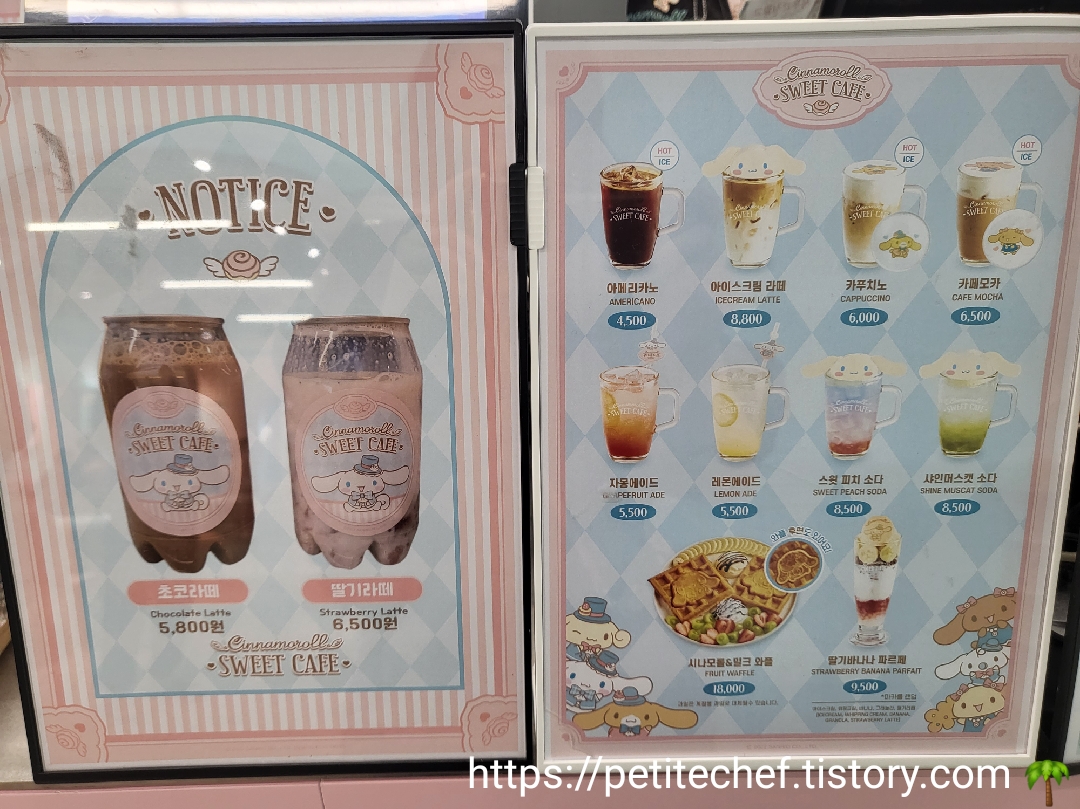 NOTICE
Cinnamoroll
SWEET CAFE
Cinnamoroll
SWEET CAFE
초코라떼
딸기라떼
Chocolate Latte
Strawberry Latte
5,800원
6,500원
Cinnamoroll
SWEET CAFE
Cinnamoroll
SWEET CAFE
HOT
ICE
HOT
ICE
HOT
ICE
SWEET CAFE
아메리카노
아이스크림 라떼
카푸치노
카페모카
AMERICANO
ICECREAM LATTE
CAPPUCCINO
CAFE MOCHA
4,500
8,800
6,000
6,500
자몽에이드
레몬에이드
스윗 피치 소다
샤인머스캣 소다
GRAPEFRUIT ADE
LEMON ADE
SWEET PEACH SODA
SHINE MUSCAT SODA
5,500
5,500
8,500
8,500
시나모롤&밀크 와플
딸기바나나 파르페
FRUIT WAFFLE
STRAWBERRY BANANA PARFAIT
18,000
9,500
https://petitechef.tistory.com